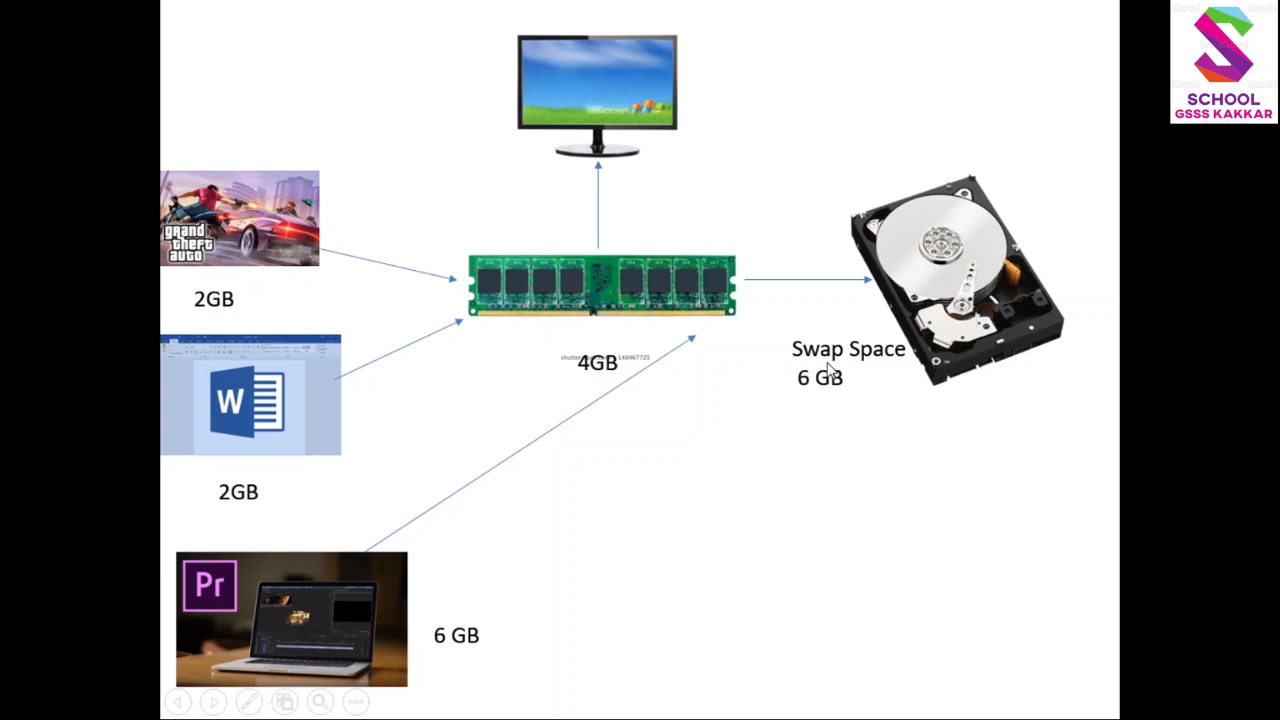 SCHOOL
GSSS KAKKAR
grand
theft
auto
2GB
4GB
Swap Space
6 GB
W
2GB
Pr
6 GB